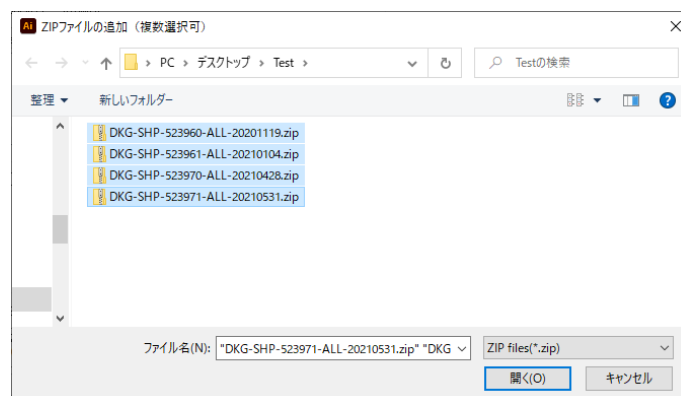 Ai ZIPファイルの追加（複数選択可）
PC › デスクトップ › Test ›
Testの検索
整理 新しいフォルダー
DKG-SHP-523960-ALL-20201119.zip
DKG-SHP-523961-ALL-20210104.zip
DKG-SHP-523970-ALL-20210428.zip
DKG-SHP-523971-ALL-20210531.zip
ファイル名(N): "DKG-SHP-523971-ALL-20210531.zip" "DKG ZIP files(*.zip)
開く(O) キャンセル